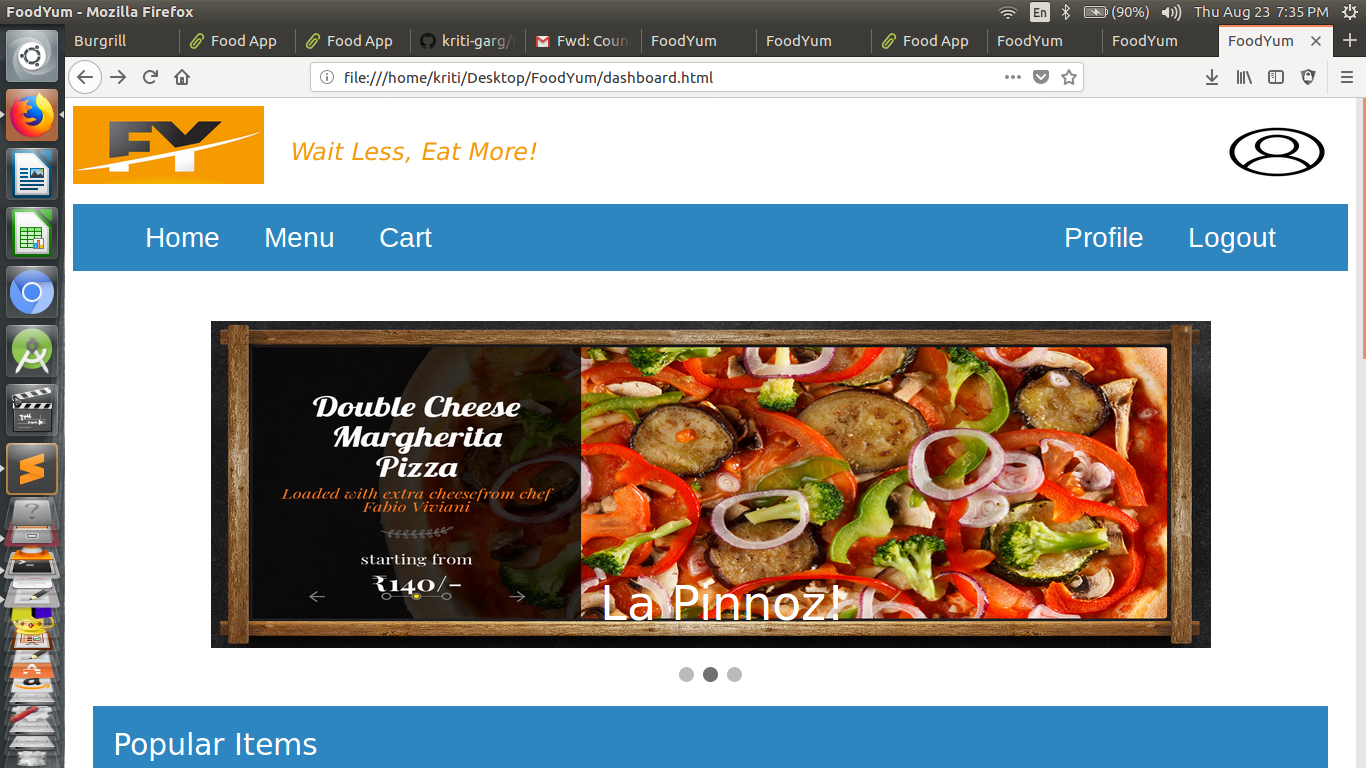 FoodYum - Mozilla Firefox
En
(90%)
Thu Aug 23 7:35 PM
Burgrill
Food App
Food App
kriti-garg/
Fwd: Coun
FoodYum
FoodYum
Food App
FoodYum
FoodYum
FoodYum
file:///home/kriti/Desktop/FoodYum/dashboard.html
FY
Wait Less, Eat More!
Home Menu Cart Profile Logout
Double Cheese
Margherita
Pizza
Loaded with extra cheesefrom chef
Fabio Viviani
starting from
₹140/-
La Pinnoz!
Popular Items